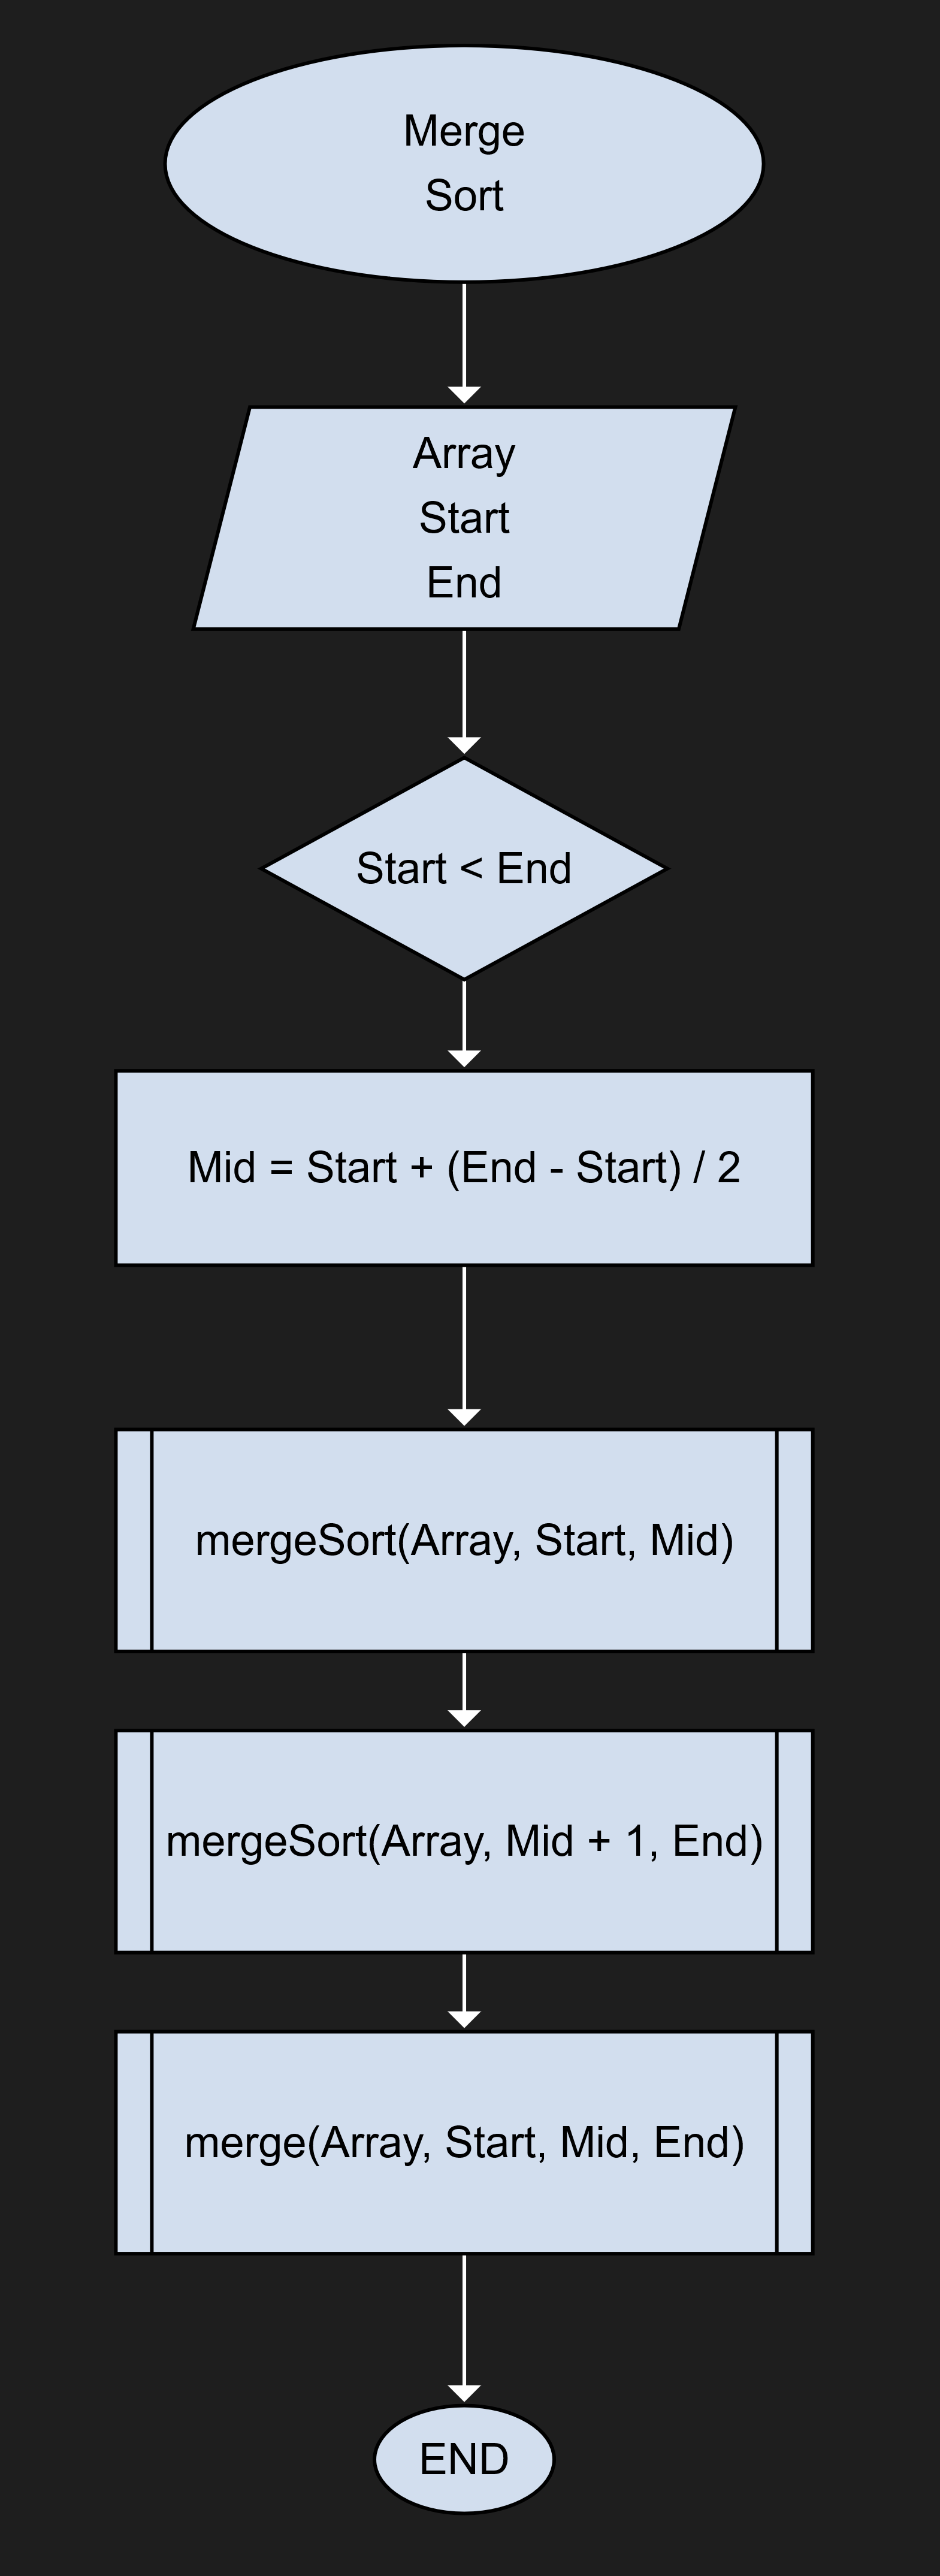 Merge
Sort
Array
Start
End
Start < End
Mid = Start + (End - Start) / 2
mergeSort(Array, Start, Mid)
mergeSort(Array, Mid + 1, End)
merge(Array, Start, Mid, End)
END